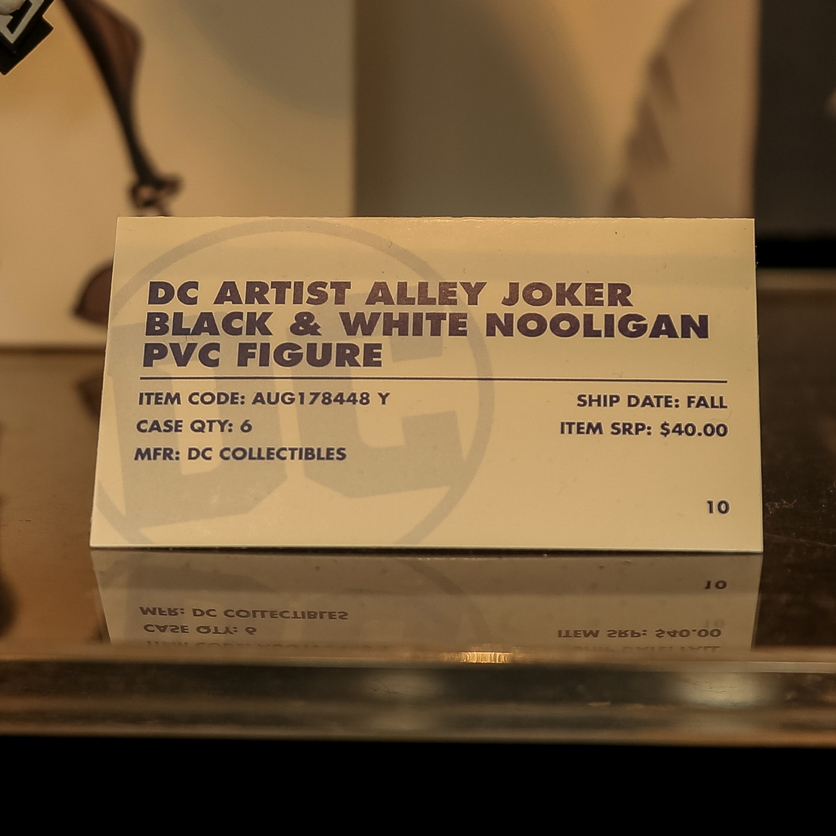 DC ARTIST ALLEY JOKER
BLACK & WHITE NOOLIGAN
PVC FIGURE
ITEM CODE: AUG178448 Y
SHIP DATE: FALL
CASE QTY: 6
ITEM SRP: $40.00
MFR: DC COLLECTIBLES
10
DC